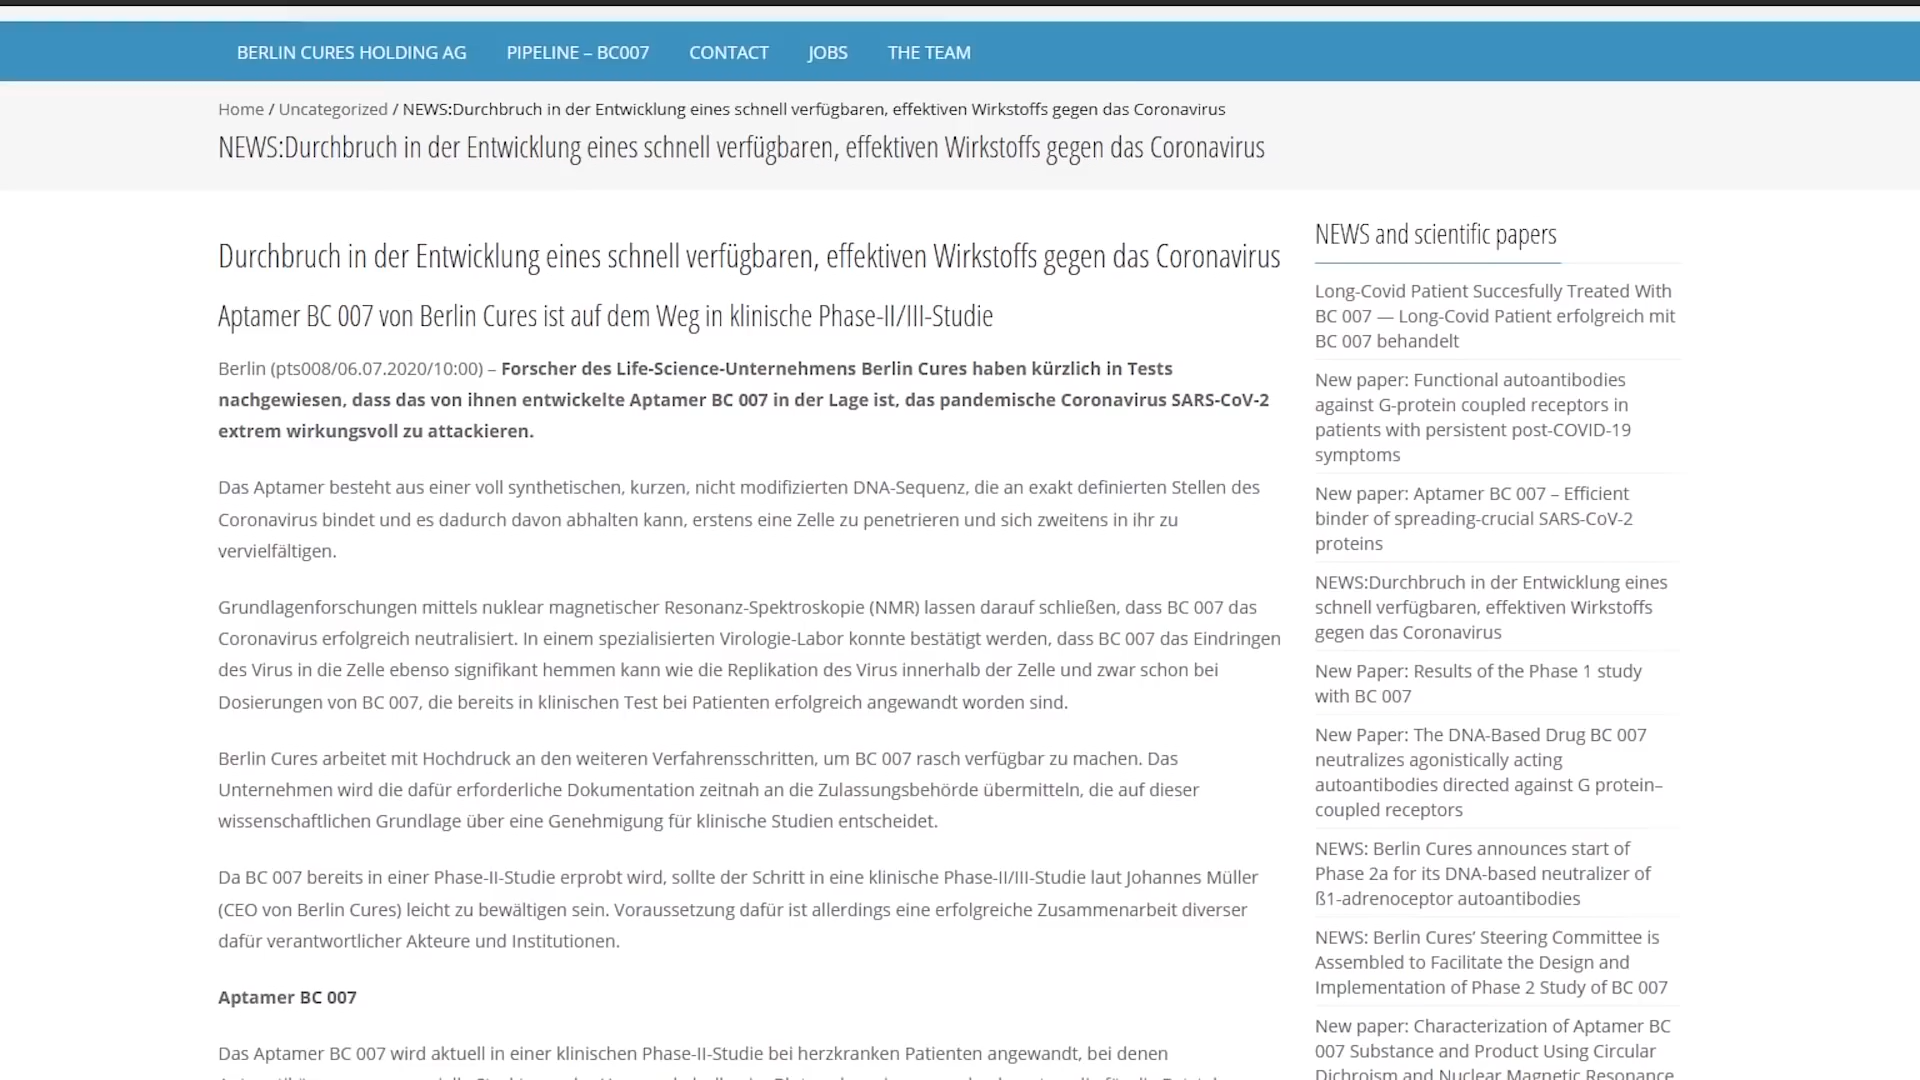 BERLIN CURES HOLDING AG PIPELINE – BC007 CONTACT JOBS THE TEAM
Home / Uncategorized / NEWS:Durchbruch in der Entwicklung eines schnell verfügbaren, effektiven Wirkstoffs gegen das Coronavirus
NEWS:Durchbruch in der Entwicklung eines schnell verfügbaren, effektiven Wirkstoffs gegen das Coronavirus
Durchbruch in der Entwicklung eines schnell verfügbaren, effektiven Wirkstoffs gegen das Coronavirus
Aptamer BC 007 von Berlin Cures ist auf dem Weg in klinische Phase-II/III-Studie
Berlin (pts008/06.07.2020/10:00) – Forscher des Life-Science-Unternehmens Berlin Cures haben kürzlich in Tests
nachgewiesen, dass das von ihnen entwickelte Aptamer BC 007 in der Lage ist, das pandemische Coronavirus SARS-CoV-2
extrem wirkungsvoll zu attackieren.
Das Aptamer besteht aus einer voll synthetischen, kurzen, nicht modifizierten DNA-Sequenz, die an exakt definierten Stellen des
Coronavirus bindet und es dadurch davon abhalten kann, erstens eine Zelle zu penetrieren und sich zweitens in ihr zu
vervielfältigen.
Grundlagenforschungen mittels nuklear magnetischer Resonanz-Spektroskopie (NMR) lassen darauf schließen, dass BC 007 das
Coronavirus erfolgreich neutralisiert. In einem spezialisierten Virologie-Labor konnte bestätigt werden, dass BC 007 das Eindringen
des Virus in die Zelle ebenso signifikant hemmen kann wie die Replikation des Virus innerhalb der Zelle und zwar schon bei
Dosierungen von BC 007, die bereits in klinischen Test bei Patienten erfolgreich angewandt worden sind.
Berlin Cures arbeitet mit Hochdruck an den weiteren Verfahrensschritten, um BC 007 rasch verfügbar zu machen. Das
Unternehmen wird die dafür erforderliche Dokumentation zeitnah an die Zulassungsbehörde übermitteln, die auf dieser
wissenschaftlichen Grundlage über eine Genehmigung für klinische Studien entscheidet.
Da BC 007 bereits in einer Phase-II-Studie erprobt wird, sollte der Schritt in eine klinische Phase-II/III-Studie laut Johannes Müller
(CEO von Berlin Cures) leicht zu bewältigen sein. Voraussetzung dafür ist allerdings eine erfolgreiche Zusammenarbeit diverser
dafür verantwortlicher Akteure und Institutionen.
Aptamer BC 007
Das Aptamer BC 007 wird aktuell in einer klinischen Phase-II-Studie bei herzkranken Patienten angewandt, bei denen
NEWS and scientific papers
Long-Covid Patient Succesfully Treated With
BC 007 — Long-Covid Patient erfolgreich mit
BC 007 behandelt
New paper: Functional autoantibodies
against G-protein coupled receptors in
patients with persistent post-COVID-19
symptoms
New paper: Aptamer BC 007 – Efficient
binder of spreading-crucial SARS-CoV-2
proteins
NEWS:Durchbruch in der Entwicklung eines
schnell verfügbaren, effektiven Wirkstoffs
gegen das Coronavirus
New Paper: Results of the Phase 1 study
with BC 007
New Paper: The DNA-Based Drug BC 007
neutralizes agonistically acting
autoantibodies directed against G protein–
coupled receptors
NEWS: Berlin Cures announces start of
Phase 2a for its DNA-based neutralizer of
ß1-adrenoceptor autoantibodies
NEWS: Berlin Cures’ Steering Committee is
Assembled to Facilitate the Design and
Implementation of Phase 2 Study of BC 007
New paper: Characterization of Aptamer BC
007 Substance and Product Using Circular
Dichroism and Nuclear Magnetic Resonance